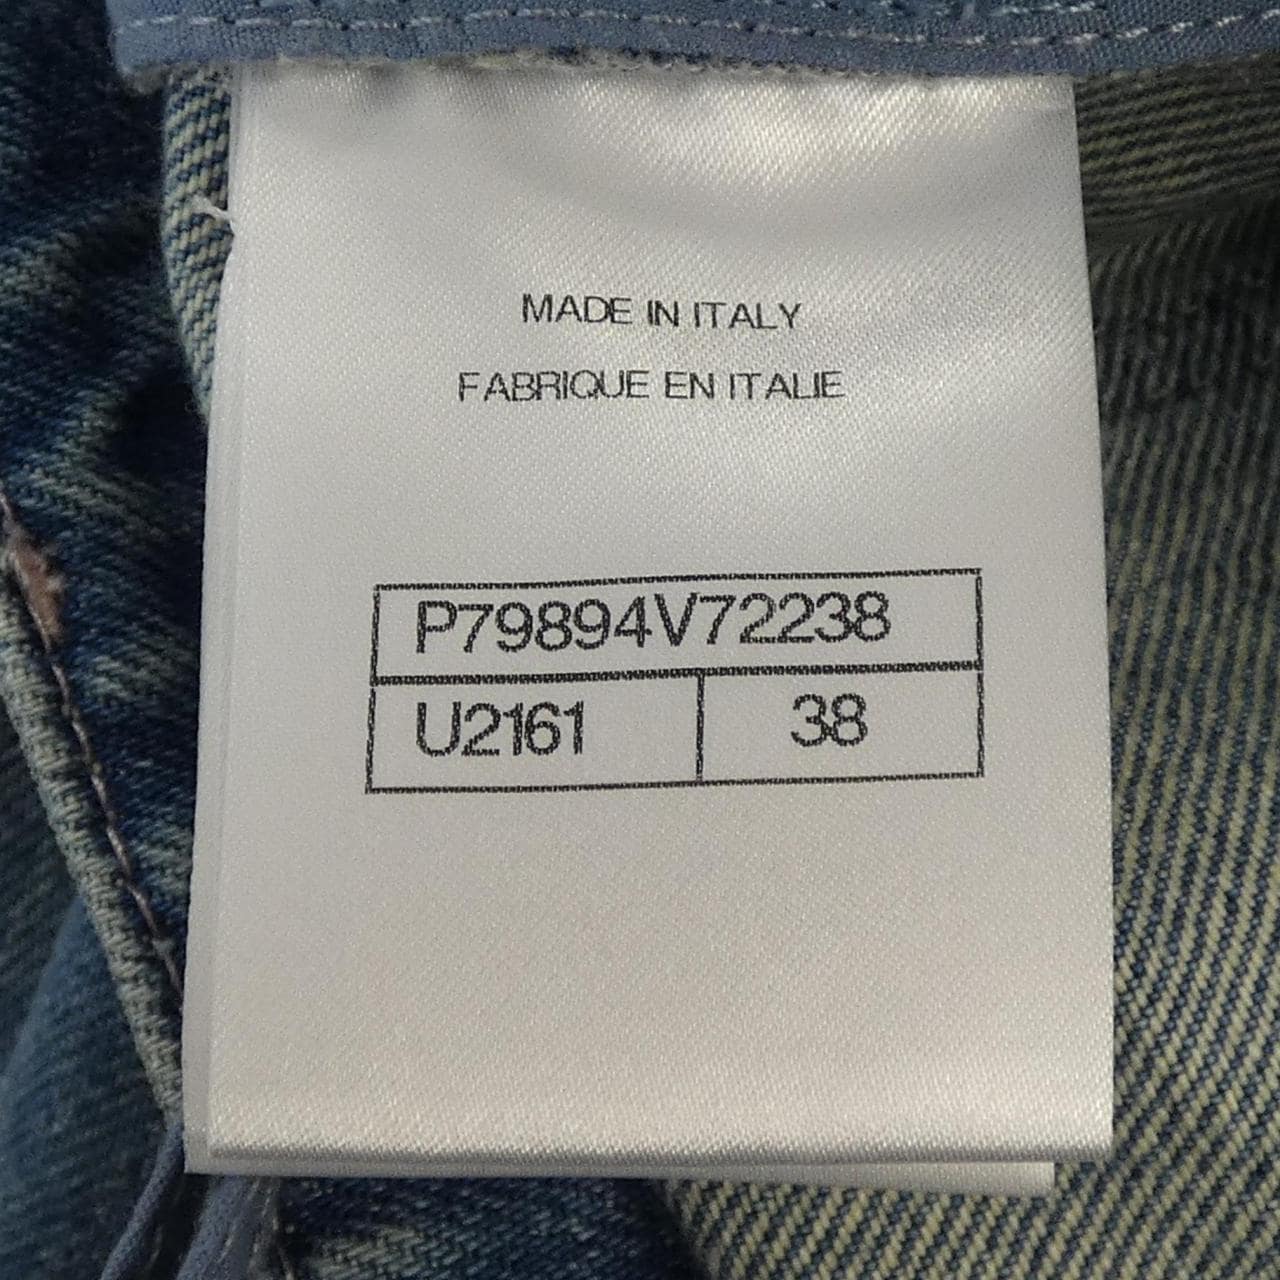 MADE IN ITALY
FABRIQUE EN ITALIE
P79894V72238
U2161 38